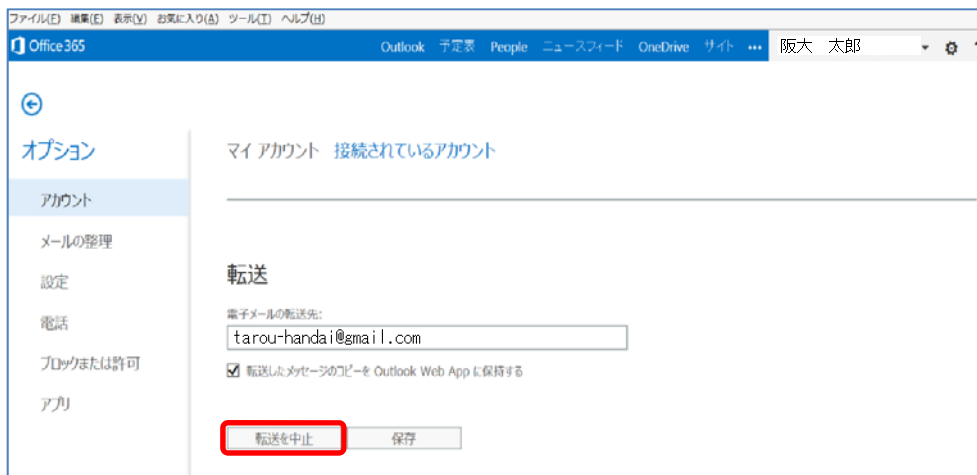 ファイル(F) 編集(E) 表示(V) お気に入り(A) ツール(T) ヘルプ(H)
Office 365 Outlook 予定表 People ニュースフィード OneDrive サイト ••• 阪大 太郎
オプション
マイ アカウント 接続されているアカウント
アカウント
メールの整理
設定
電話
ブロックまたは許可
アプリ
転送
電子メールの転送先:
tarou-handai@gmail.com
転送したメッセージのコピーを Outlook Web App に保持する
転送を中止 保存